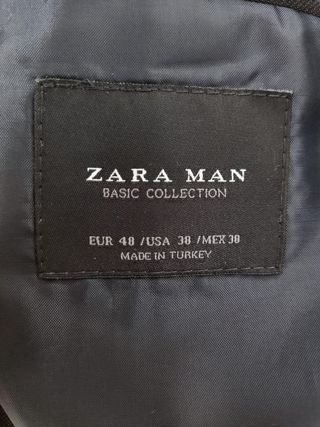 ZARA MAN
BASIC COLLECTION
EUR 48 /USA 38 /MEX 38
MADE IN TURKEY